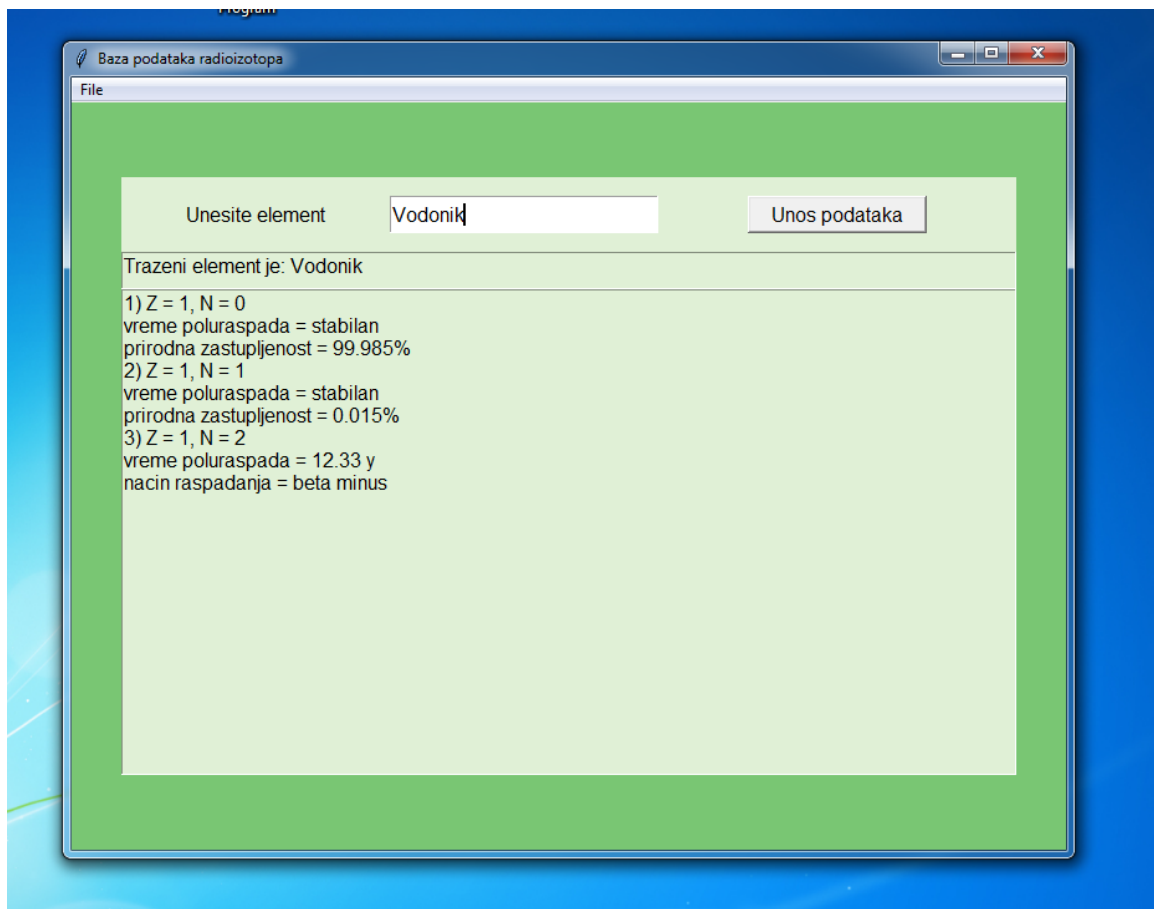 Program
Baza podataka radioizotopa
File
Unesite element
Vodonik
Unos podataka
Trazeni element je: Vodonik
1) Z = 1, N = 0
vreme poluraspada = stabilan
prirodna zastupljenost = 99.985%
2) Z = 1, N = 1
vreme poluraspada = stabilan
prirodna zastupljenost = 0.015%
3) Z = 1, N = 2
vreme poluraspada = 12.33 y
nacin raspadanja = beta minus